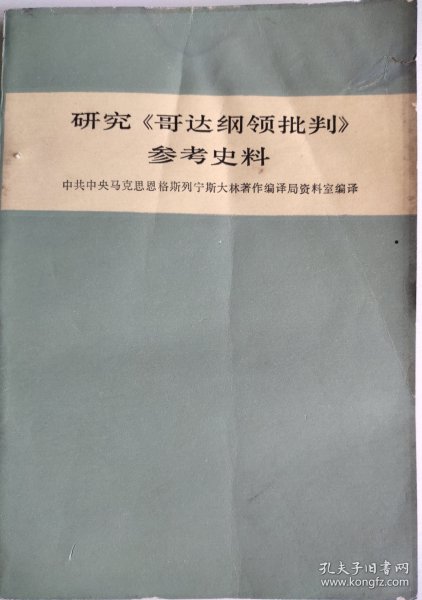 研究《哥达纲领批判》
参考史料
中共中央马克思恩格斯列宁斯大林著作编译局资料室编译
孔夫子旧书网
www.kongfz.com